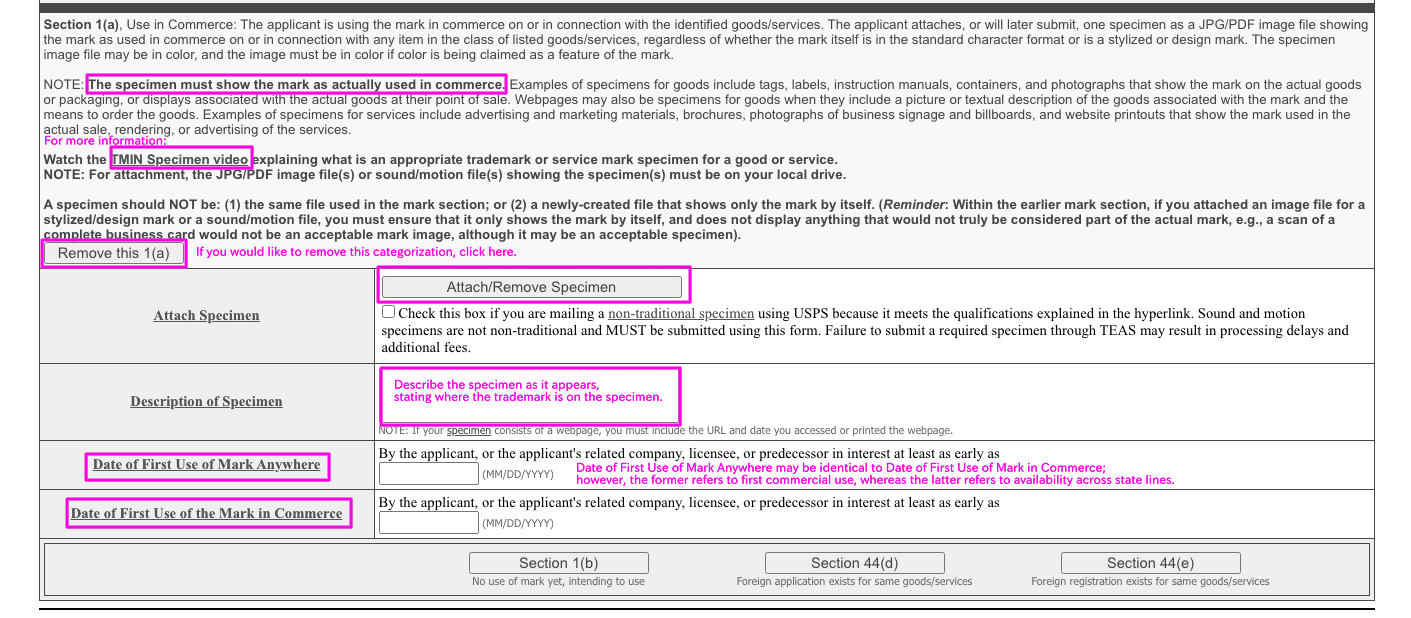 Section 1(a), Use in Commerce: The applicant is using the mark in commerce on or in connection with the identified goods/services. The applicant attaches, or will later submit, one specimen as a JPG/PDF image file showing
the mark as used in commerce on or in connection with any item in the class of listed goods/services, regardless of whether the mark itself is in the standard character format or is a stylized or design mark. The specimen
image file may be in color, and the image must be in color if color is being claimed as a feature of the mark.
NOTE: The specimen must show the mark as actually used in commerce. Examples of specimens for goods include tags, labels, instruction manuals, containers, and photographs that show the mark on the actual goods
or packaging, or displays associated with the actual goods at their point of sale. Webpages may also be specimens for goods when they include a picture or textual description of the goods associated with the mark and the
means to order the goods. Examples of specimens for services include advertising and marketing materials, brochures, photographs of business signage and billboards, and website printouts that show the mark used in the
actual sale, rendering, or advertising of the services.
For more information:
Watch the TMIN Specimen video explaining what is an appropriate trademark or service mark specimen for a good or service.
NOTE: For attachment, the JPG/PDF image file(s) or sound/motion file(s) showing the specimen(s) must be on your local drive.
A specimen should NOT be: (1) the same file used in the mark section; or (2) a newly-created file that shows only the mark by itself. (Reminder: Within the earlier mark section, if you attached an image file for a
stylized/design mark or a sound/motion file, you must ensure that it only shows the mark by itself, and does not display anything that would not truly be considered part of the actual mark, e.g., a scan of a
complete business card would not be an acceptable mark image, although it may be an acceptable specimen).
Remove this 1(a) If you would like to remove this categorization, click here.
Attach Specimen
Attach/Remove Specimen
Check this box if you are mailing a non-traditional specimen using USPS because it meets the qualifications explained in the hyperlink. Sound and motion
specimens are not non-traditional and MUST be submitted using this form. Failure to submit a required specimen through TEAS may result in processing delays and
additional fees.
Description of Specimen
Describe the specimen as it appears,
stating where the trademark is on the specimen.
NOTE: If your specimen consists of a webpage, you must include the URL and date you accessed or printed the webpage.
Date of First Use of Mark Anywhere
By the applicant, or the applicant's related company, licensee, or predecessor in interest at least as early as
(MM/DD/YYYY)
Date of First Use of Mark Anywhere may be identical to Date of First Use of Mark in Commerce;
however, the former refers to first commercial use, whereas the latter refers to availability across state lines.
Date of First Use of the Mark in Commerce
By the applicant, or the applicant's related company, licensee, or predecessor in interest at least as early as
(MM/DD/YYYY)
Section 1(b) Section 44(d) Section 44(e)
No use of mark yet, intending to use Foreign application exists for same goods/services Foreign registration exists for same goods/services